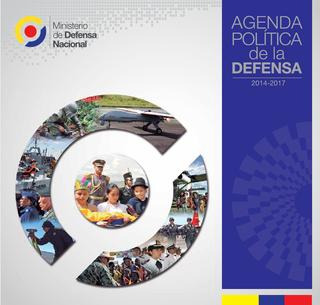 Ministerio
de Defensa
Nacional
AGENDA
POLÍTICA
de la
DEFENSA
2014-2017